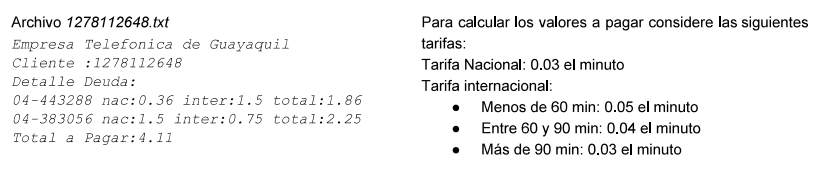 Archivo 1278112648.txt
Empresa Telefonica de Guayaquil
Cliente :1278112648
Detalle Deuda:
04-443288 nac:0.36 inter:1.5 total:1.86
04-383056 nac:1.5 inter:0.75 total:2.25
Total a Pagar:4.11
Para calcular los valores a pagar considere las siguientes
tarifas:
Tarifa Nacional: 0.03 el minuto
Tarifa internacional:
● Menos de 60 min: 0.05 el minuto
● Entre 60 y 90 min: 0.04 el minuto
● Más de 90 min: 0.03 el minuto